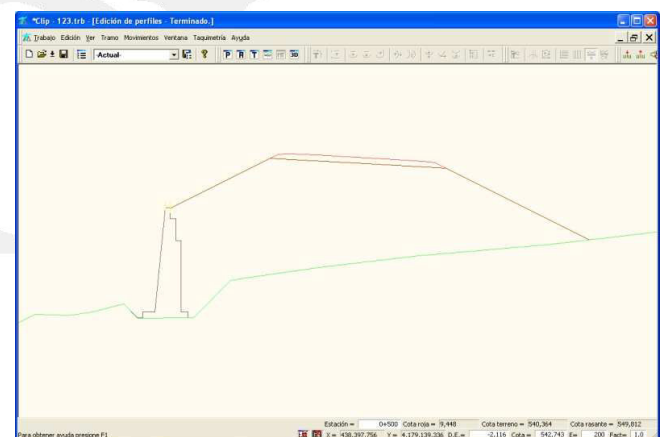 *Clip - 123.trb - [Edición de perfiles - Terminado.]
Trabajo Edición Ver Tramo Movimientos Ventana Taquimetría Ayuda
-Actual-
P R T 3D
Estación = 0+500 Cota roja = 9,448 Cota terreno = 540,364 Cota rasante = 549,812
Para obtener ayuda presione F1 X = 438.397,756 Y = 4.179.139,336 D.E.= -2,116 Cota = 542,743 E= 200 Fact= 1.0